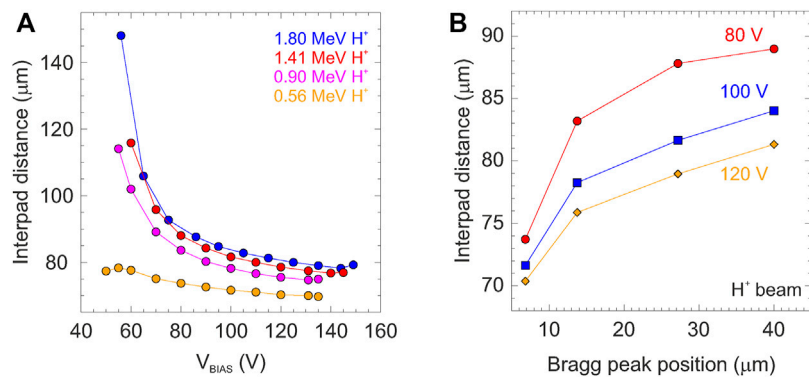 A
1.80 MeV H⁺
1.41 MeV H⁺
0.90 MeV H⁺
0.56 MeV H⁺
Interpad distance (μm)
140
120
100
80
40 60 80 100 120 140 160
V_BIAS (V)
B
80 V
100 V
120 V
H⁺ beam
Interpad distance (μm)
90
85
80
75
70
10 20 30 40
Bragg peak position (μm)